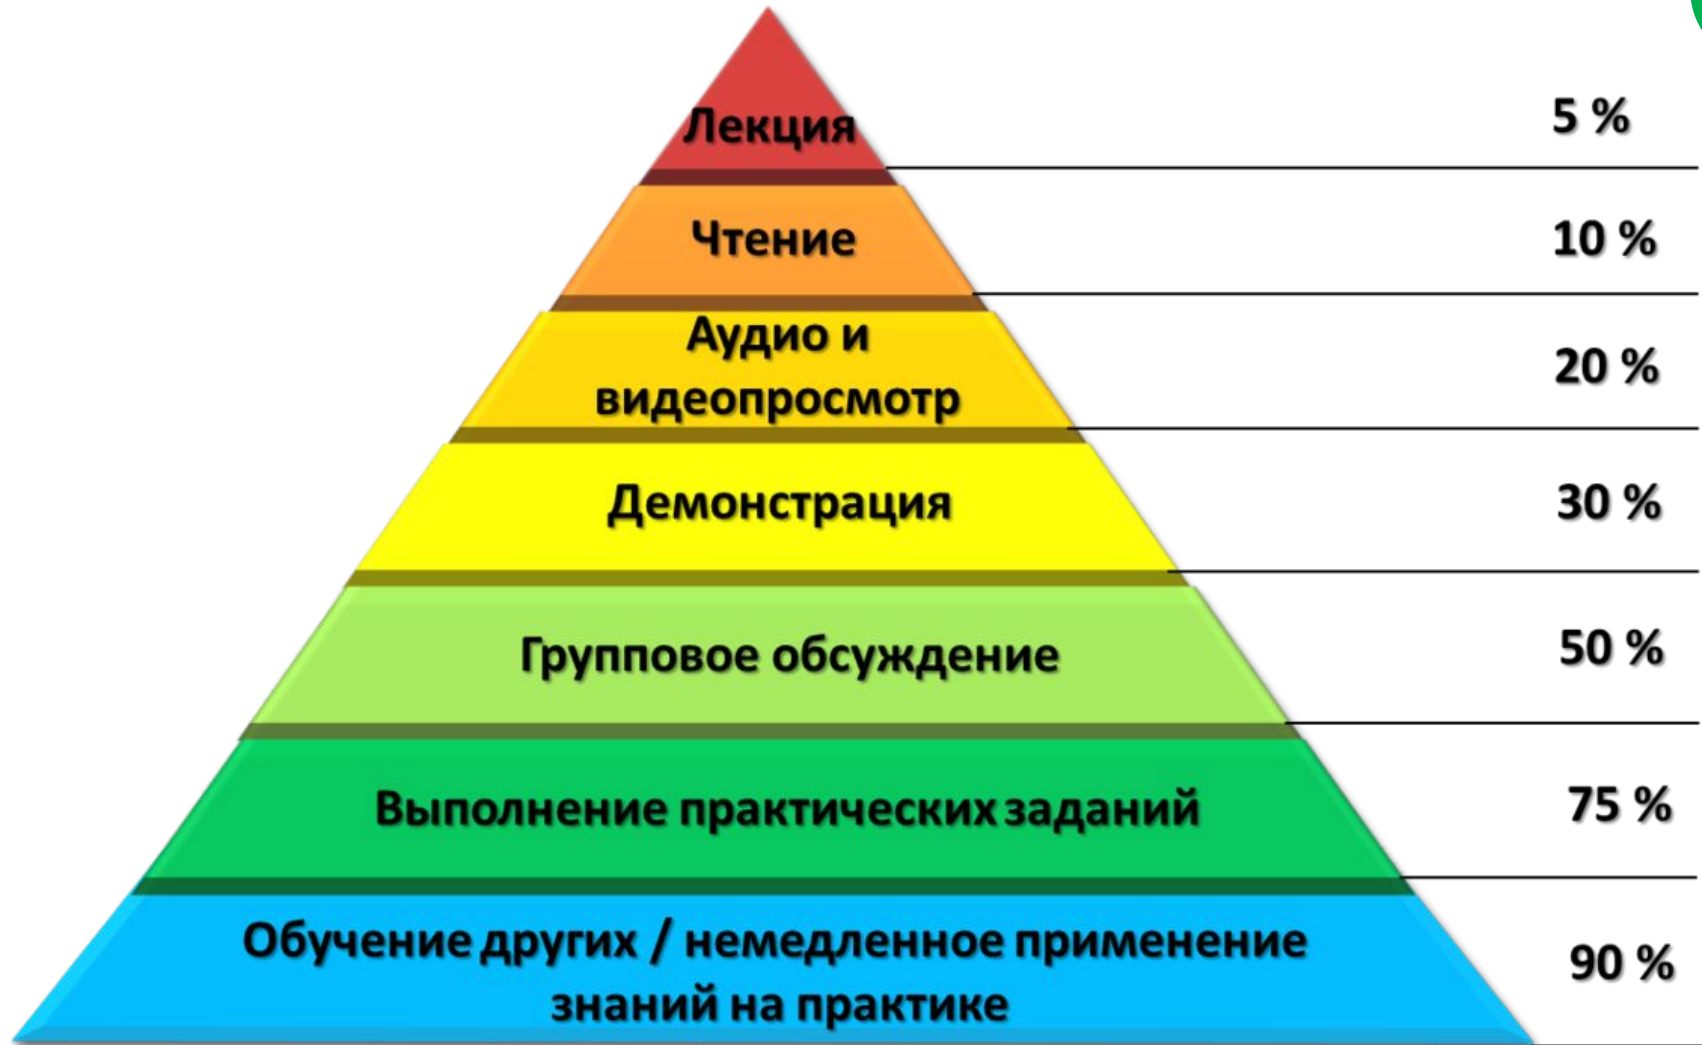 Лекция 5 %
Чтение 10 %
Аудио и
видеопросмотр 20 %
Демонстрация 30 %
Групповое обсуждение 50 %
Выполнение практических заданий 75 %
Обучение других / немедленное применение
знаний на практике 90 %